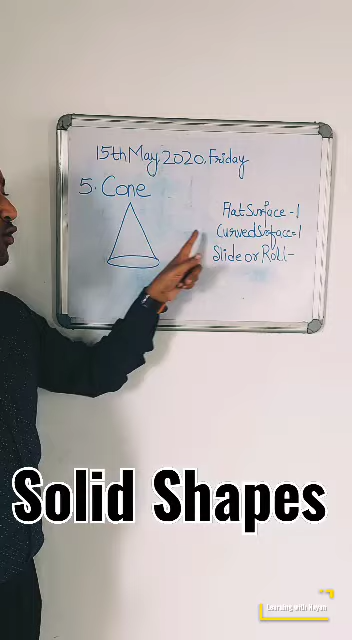 15th May 2020, Friday
5. Cone
Flat Surface - 1
Curved Surface = 1
Slide or Roll -
Solid Shapes
Learning with Hayan